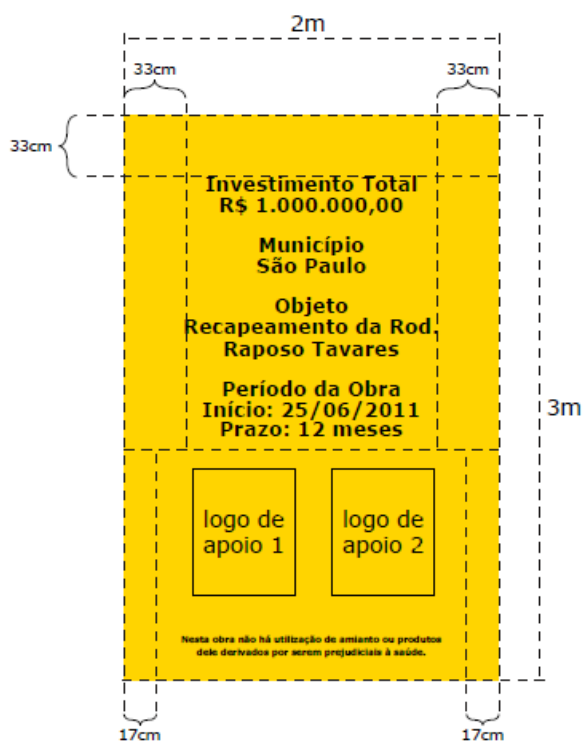 2m
33cm
33cm
33cm
Investimento Total
R$ 1.000.000,00
Município
São Paulo
Objeto
Recapeamento da Rod.
Raposo Tavares
Período da Obra
Início: 25/06/2011
Prazo: 12 meses
3m
logo de
apoio 1
logo de
apoio 2
Nesta obra não há utilização de amianto ou produtos
dele derivados por serem prejudiciais à saúde.
17cm
17cm